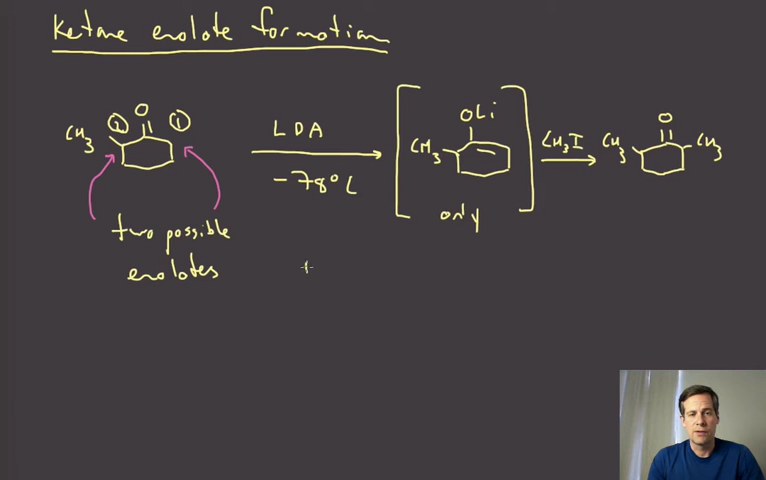 Ketone enolate formation
O
CH3 ② ①
LDA
-78°C
OLi
CH3
only
CH3I
O
CH3 CH3
two possible
enolates
+